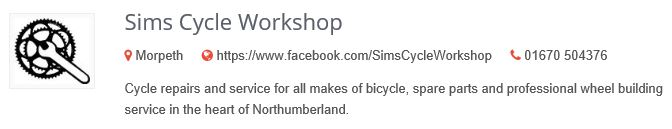 Sims Cycle Workshop
Morpeth https://www.facebook.com/SimsCycleWorkshop 01670 504376
Cycle repairs and service for all makes of bicycle, spare parts and professional wheel building
service in the heart of Northumberland.